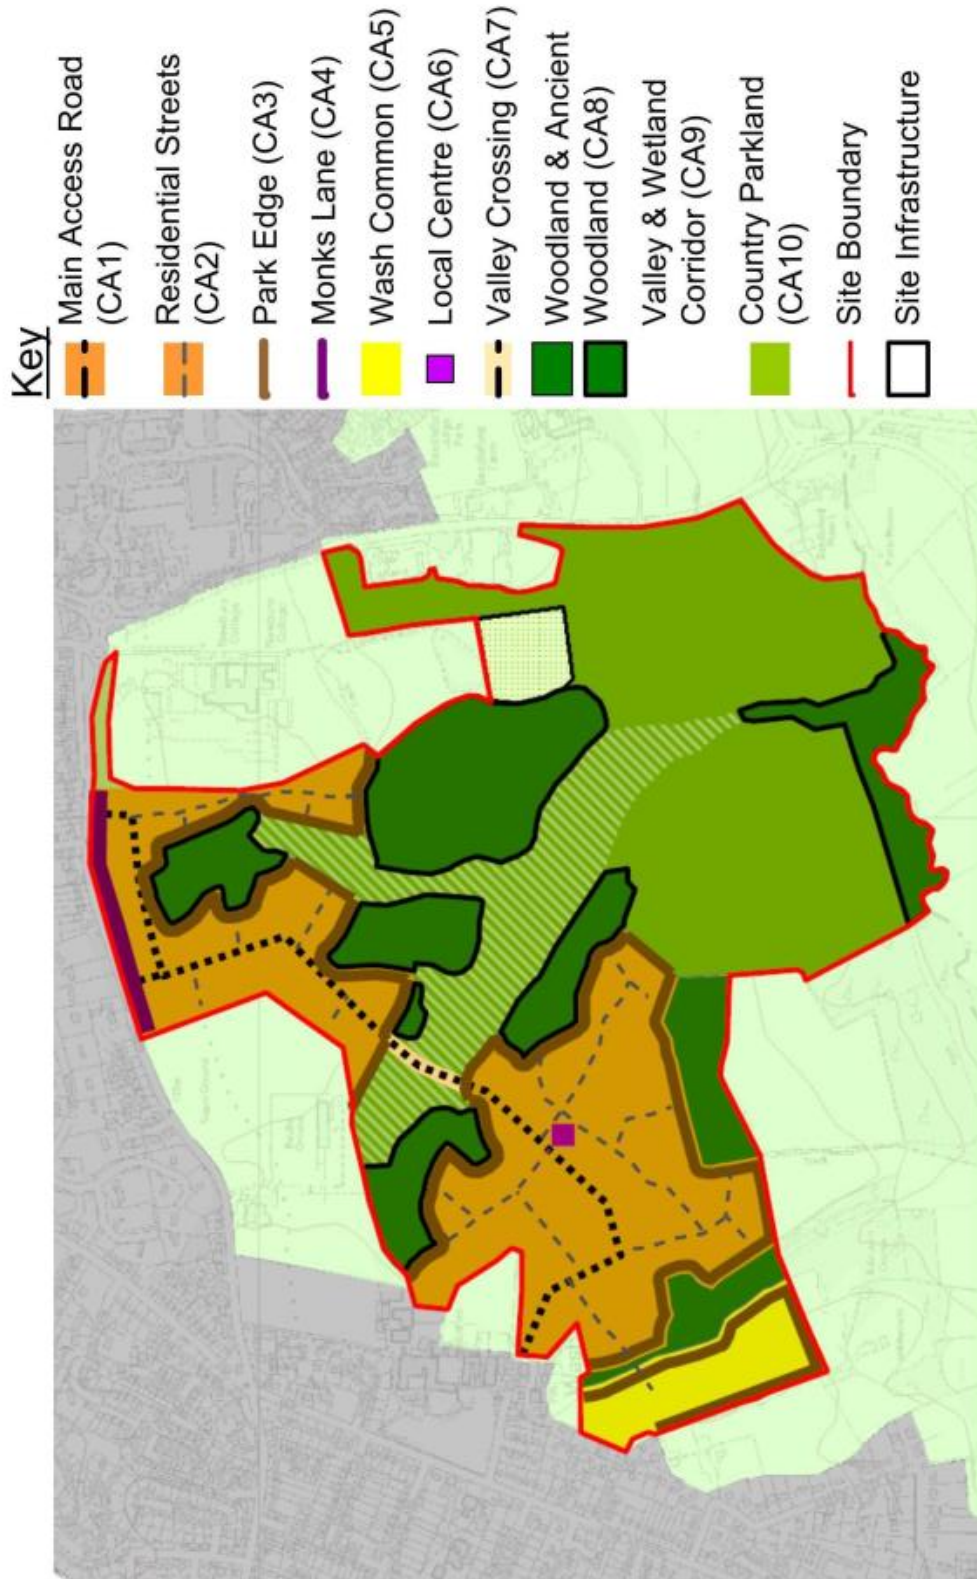 Key
Main Access Road
(CA1)
Residential Streets
(CA2)
Park Edge (CA3)
Monks Lane (CA4)
Wash Common (CA5)
Local Centre (CA6)
Valley Crossing (CA7)
Woodland & Ancient
Woodland (CA8)
Valley & Wetland
Corridor (CA9)
Country Parkland
(CA10)
Site Boundary
Site Infrastructure